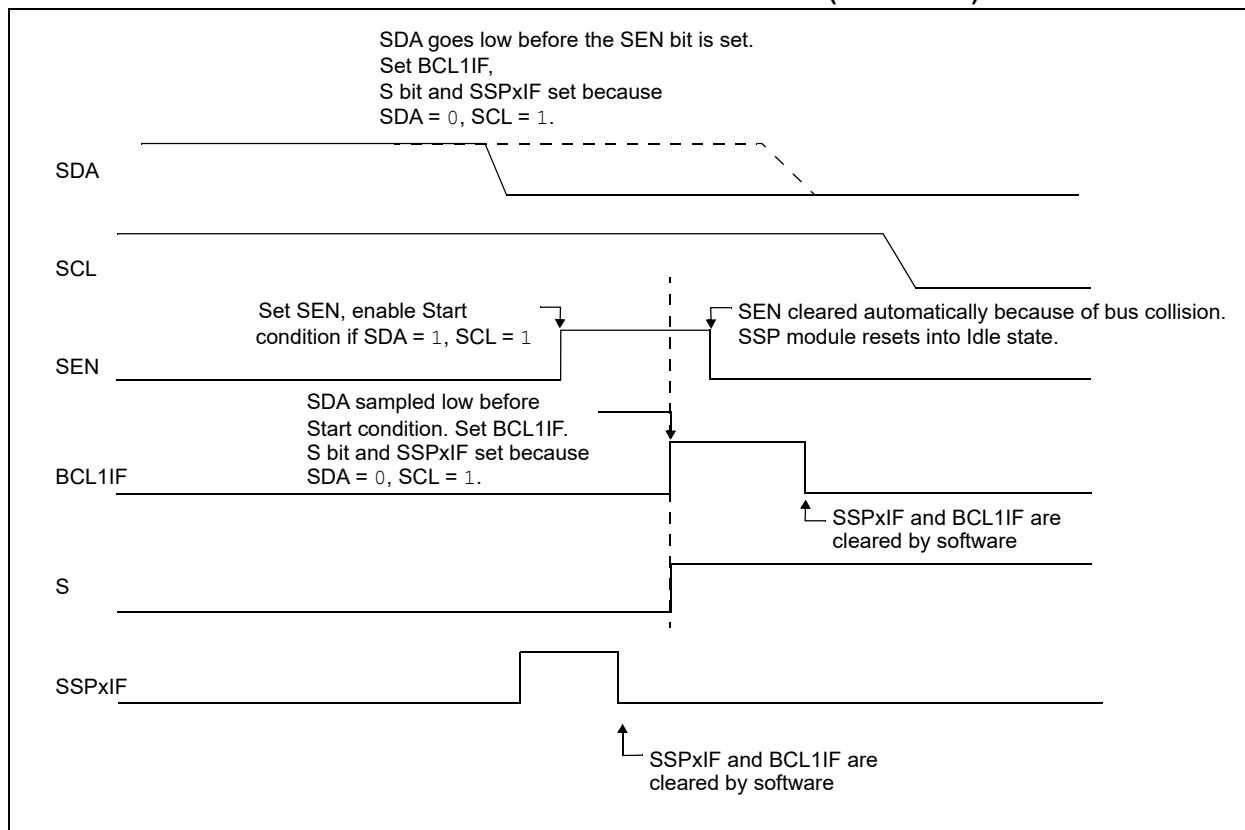 SDA goes low before the SEN bit is set.
Set BCL1IF,
S bit and SSPxIF set because
SDA = 0, SCL = 1.
SDA
SCL
Set SEN, enable Start
condition if SDA = 1, SCL = 1
SEN cleared automatically because of bus collision.
SSP module resets into Idle state.
SEN
SDA sampled low before
Start condition. Set BCL1IF.
S bit and SSPxIF set because
SDA = 0, SCL = 1.
BCL1IF
SSPxIF and BCL1IF are
cleared by software
S
SSPxIF
SSPxIF and BCL1IF are
cleared by software